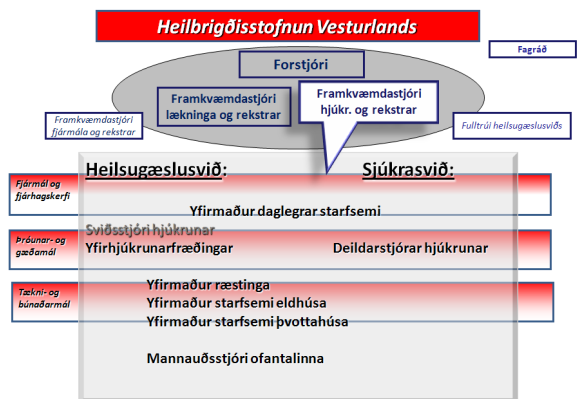 Heilbrigðisstofnun Vesturlands
Fagráð
Forstjóri
Framkvæmdastjóri
lækninga og rekstrar
Framkvæmdastjóri
hjúkr. og rekstrar
Framkvæmdastjóri
fjármála og rekstrar
Fulltrúi heilsugæslusviðs
Heilsugæslusvið:
Sjúkrasvið:
Fjármál og
fjárhagskerfi
Yfirmaður daglegrar starfsemi
Sviðsstjóri hjúkrunar
Þróunar- og
gæðamál
Yfirhjúkrunarfræðingar
Deildarstjórar hjúkrunar
Tækni- og
búnaðarmál
Yfirmaður ræstinga
Yfirmaður starfsemi eldhúsa
Yfirmaður starfsemi þvottahúsa
Mannauðsstjóri ofantalinna